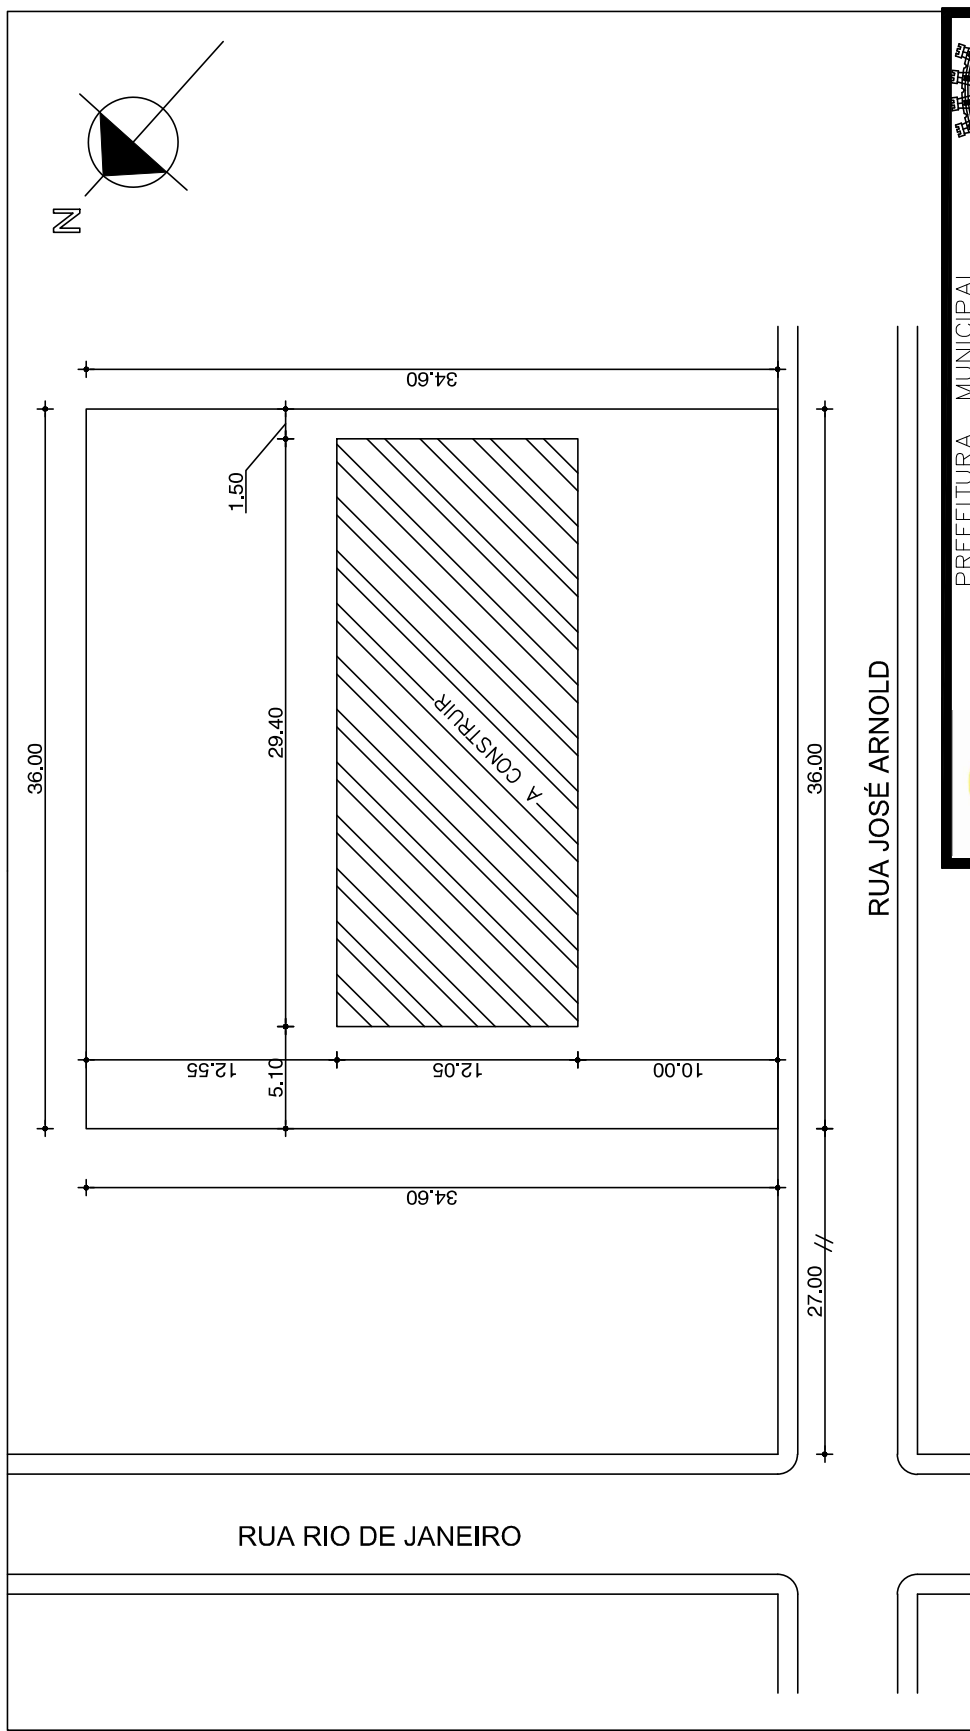 N
34.60
36.00
1.50
29.40
A CONSTRUIR
36.00
RUA JOSÉ ARNOLD
PREFEITURA MUNICIPAL
12.55
5.10
12.05
10.00
34.60
27.00
//
RUA RIO DE JANEIRO